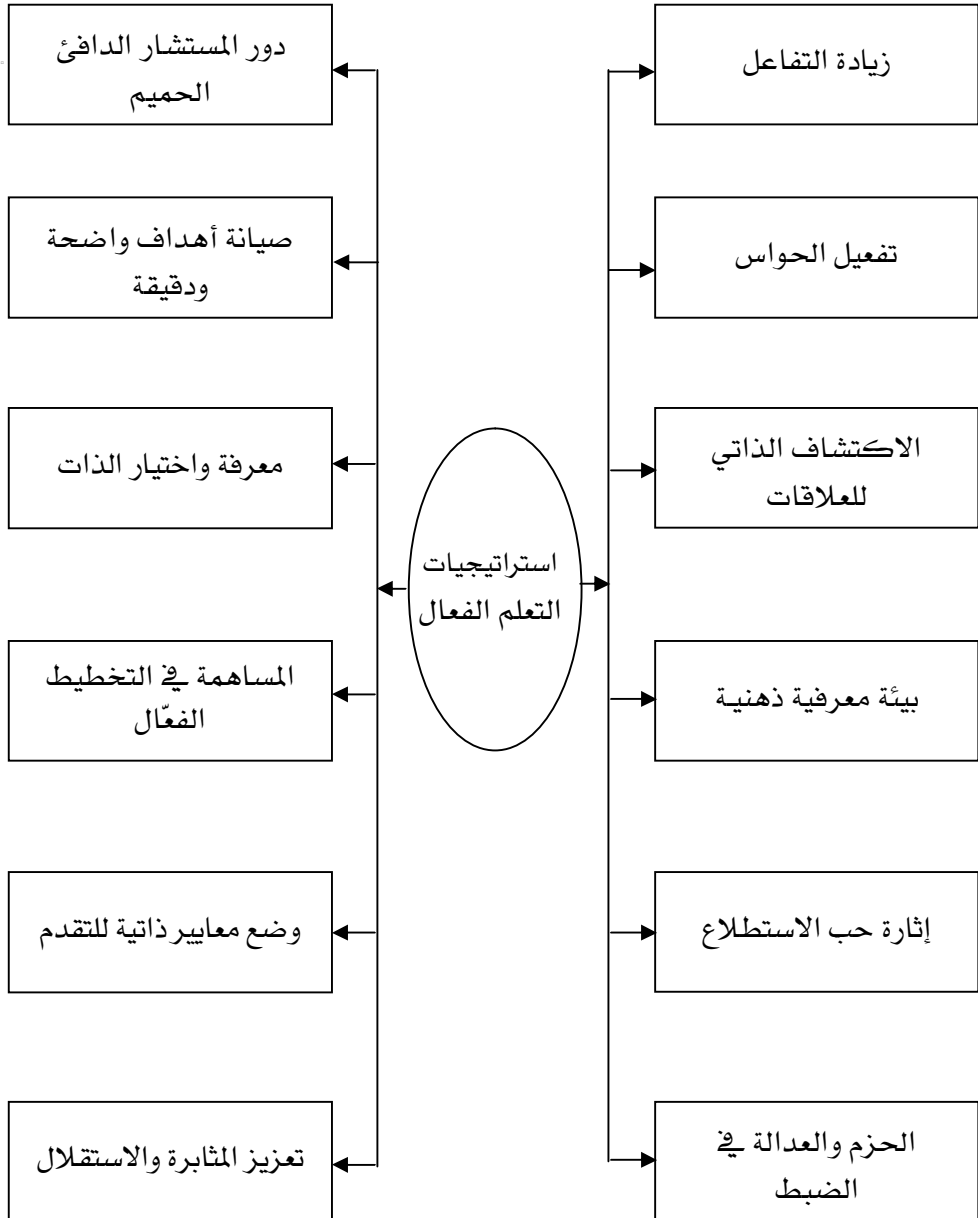 زيادة التفاعل
تفعيل الحواس
الاكتشاف الذاتي
للعلاقات
بيئة معرفية ذهنية
إثارة حب الاستطلاع
الحزم والعدالة في
الضبط
استراتيجيات
التعلم الفعال
دور المستشار الدافئ
الحميم
صيانة أهداف واضحة
ودقيقة
معرفة واختيار الذات
المساهمة في التخطيط
الفعّال
وضع معايير ذاتية للتقدم
تعزيز المثابرة والاستقلال